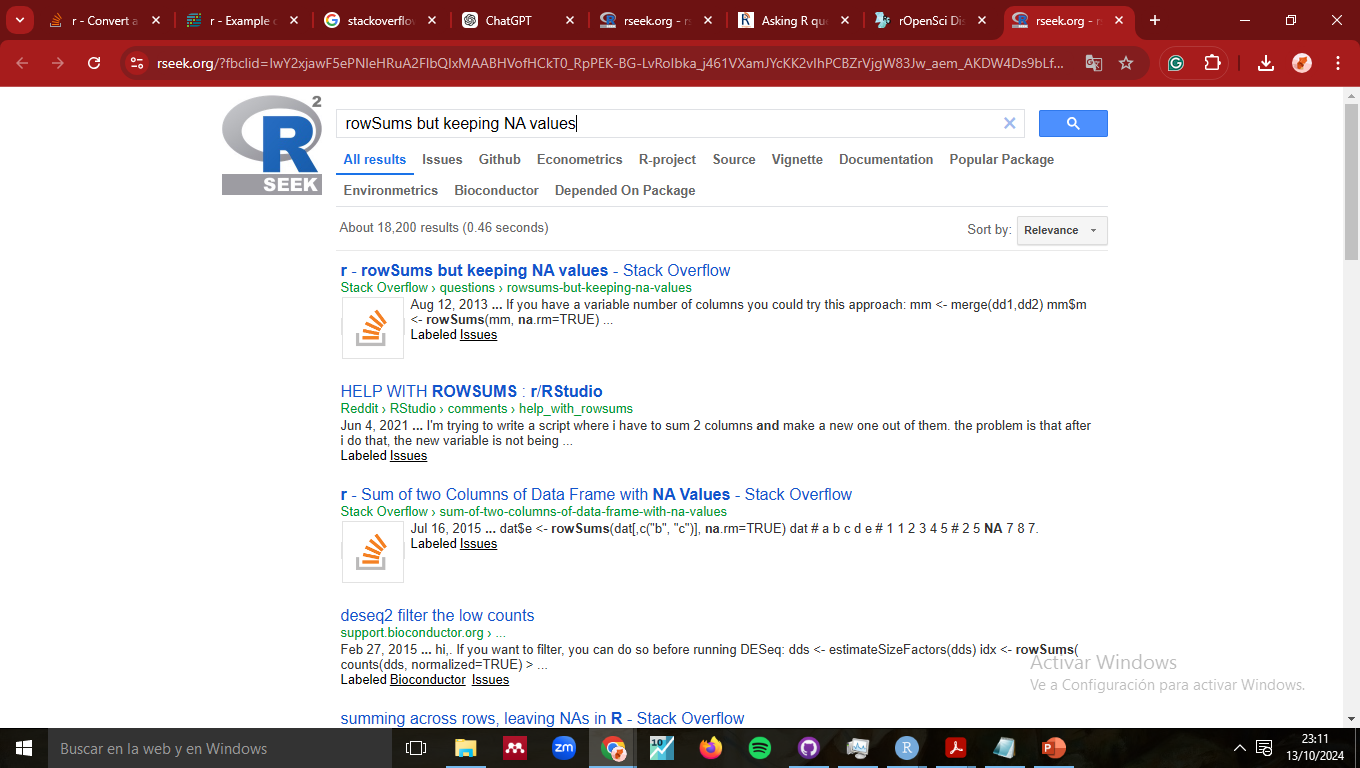 r - Convert a
r - Example c
stackoverflow
ChatGPT
rseek.org - rs
Asking R que
rOpenSci Dis
rseek.org - rs
rseek.org/?fbclid=IwY2xjawF5ePNleHRuA2FlbQIxMAABHVofHCkT0_RpPEK-BG-LvRoIbka_j461VXamJYcKK2vIhPCBZrVjgW83Jw_aem_AKDW4Ds9bLf...
R
2
SEEK
rowSums but keeping NA values
All results Issues Github Econometrics R-project Source Vignette Documentation Popular Package
Environmetrics Bioconductor Depended On Package
About 18,200 results (0.46 seconds)
Sort by: Relevance
r - rowSums but keeping NA values - Stack Overflow
Stack Overflow › questions › rowsums-but-keeping-na-values
Aug 12, 2013 ... If you have a variable number of columns you could try this approach: mm <- merge(dd1,dd2) mm$m
<- rowSums(mm, na.rm=TRUE) ...
Labeled Issues
HELP WITH ROWSUMS : r/RStudio
Reddit › RStudio › comments › help_with_rowsums
Jun 4, 2021 ... I'm trying to write a script where i have to sum 2 columns and make a new one out of them. the problem is that after
i do that, the new variable is not being ...
Labeled Issues
r - Sum of two Columns of Data Frame with NA Values - Stack Overflow
Stack Overflow › sum-of-two-columns-of-data-frame-with-na-values
Jul 16, 2015 ... dat$e <- rowSums(dat[,c("b", "c")], na.rm=TRUE) dat # a b c d e # 1 1 2 3 4 5 # 2 5 NA 7 8 7.
Labeled Issues
deseq2 filter the low counts
support.bioconductor.org › ...
Feb 27, 2015 ... hi,. If you want to filter, you can do so before running DESeq: dds <- estimateSizeFactors(dds) idx <- rowSums(
counts(dds, normalized=TRUE) > ...
Labeled Bioconductor Issues
summing across rows, leaving NAs in R - Stack Overflow
Activar Windows
Ve a Configuración para activar Windows.
Buscar en la web y en Windows
zm
10
R
23:11
13/10/2024